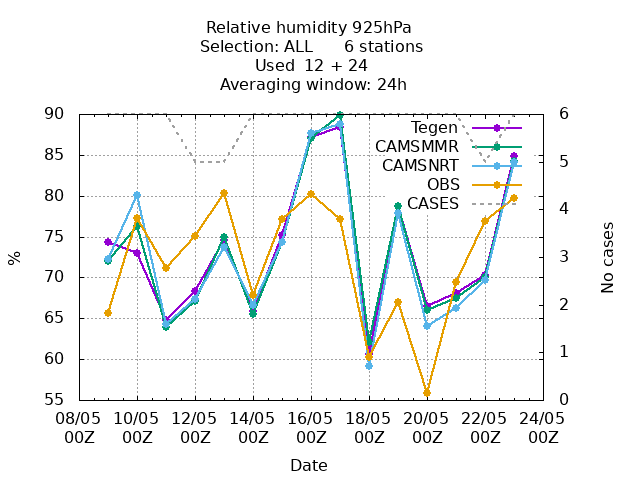 Relative humidity 925hPa
Selection: ALL 6 stations
Used 12 + 24
Averaging window: 24h
90
85
80
75
70
65
60
55
%
6
5
4
3
2
1
0
No cases
Tegen
CAMSMMR
CAMSNRT
OBS
CASES
08/05 10/05 12/05 14/05 16/05 18/05 20/05 22/05 24/05
00Z 00Z 00Z 00Z 00Z 00Z 00Z 00Z 00Z
Date